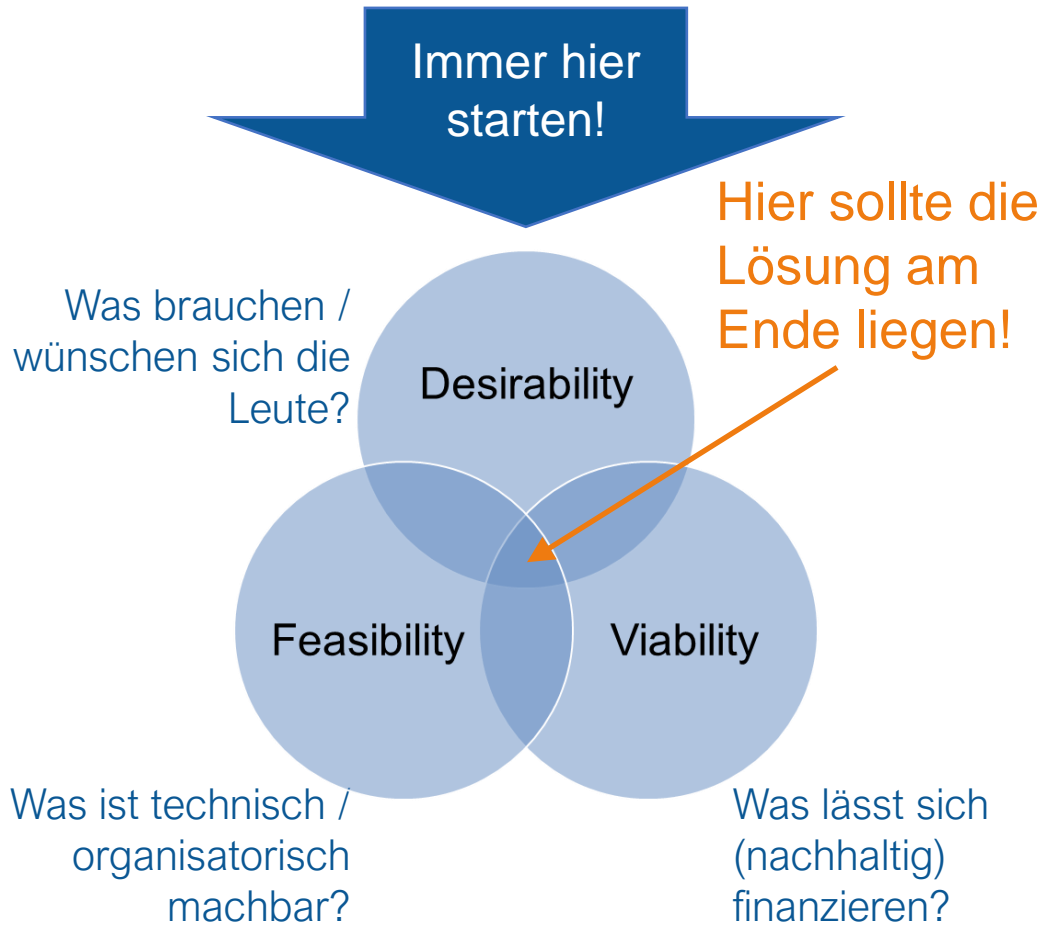 Immer hier
starten!
Hier sollte die
Lösung am
Ende liegen!
Was brauchen /
wünschen sich die
Leute?
Desirability
Feasibility
Viability
Was ist technisch /
organisatorisch
machbar?
Was lässt sich
(nachhaltig)
finanzieren?